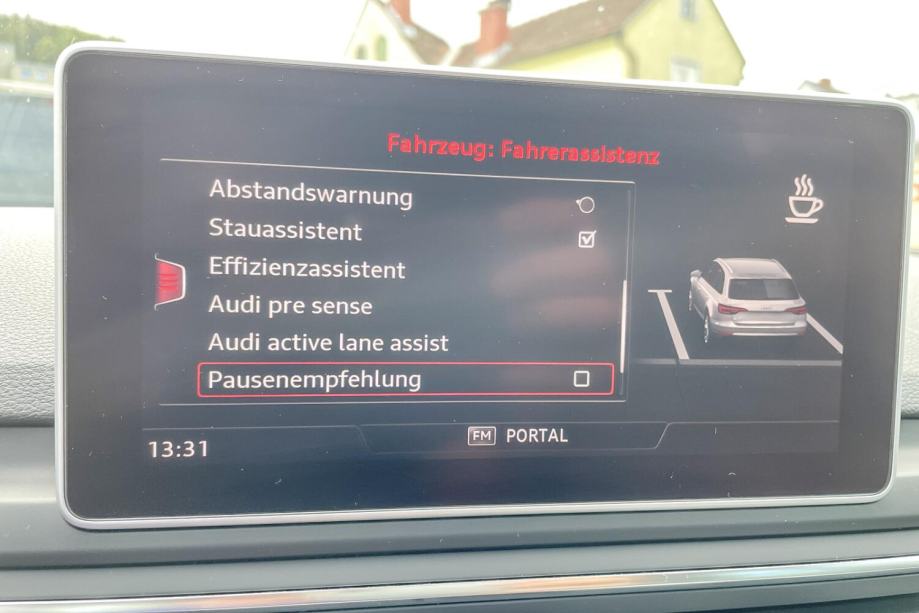 Fahrzeug: Fahrerassistenz
Abstandswarnung
Stauassistent
Effizienzassistent
Audi pre sense
Audi active lane assist
Pausenempfehlung
FM PORTAL
13:31